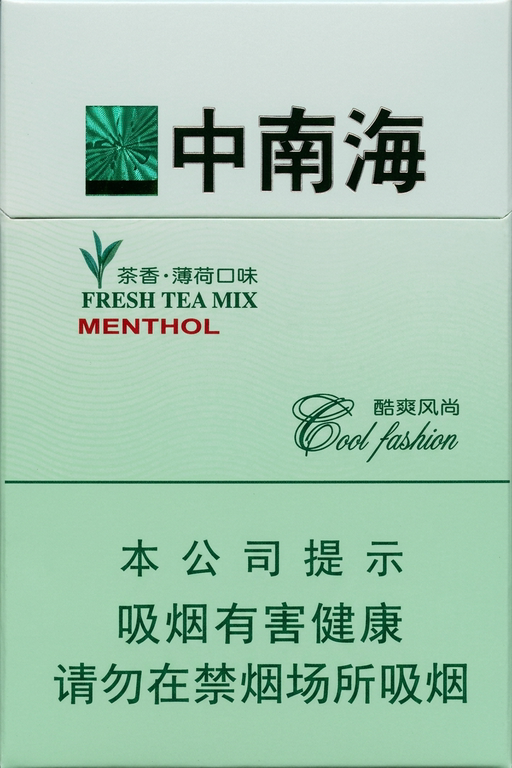 中南海
茶香·薄荷口味
FRESH TEA MIX
MENTHOL
酷爽风尚
Cool fashion
本公司提示
吸烟有害健康
请勿在禁烟场所吸烟